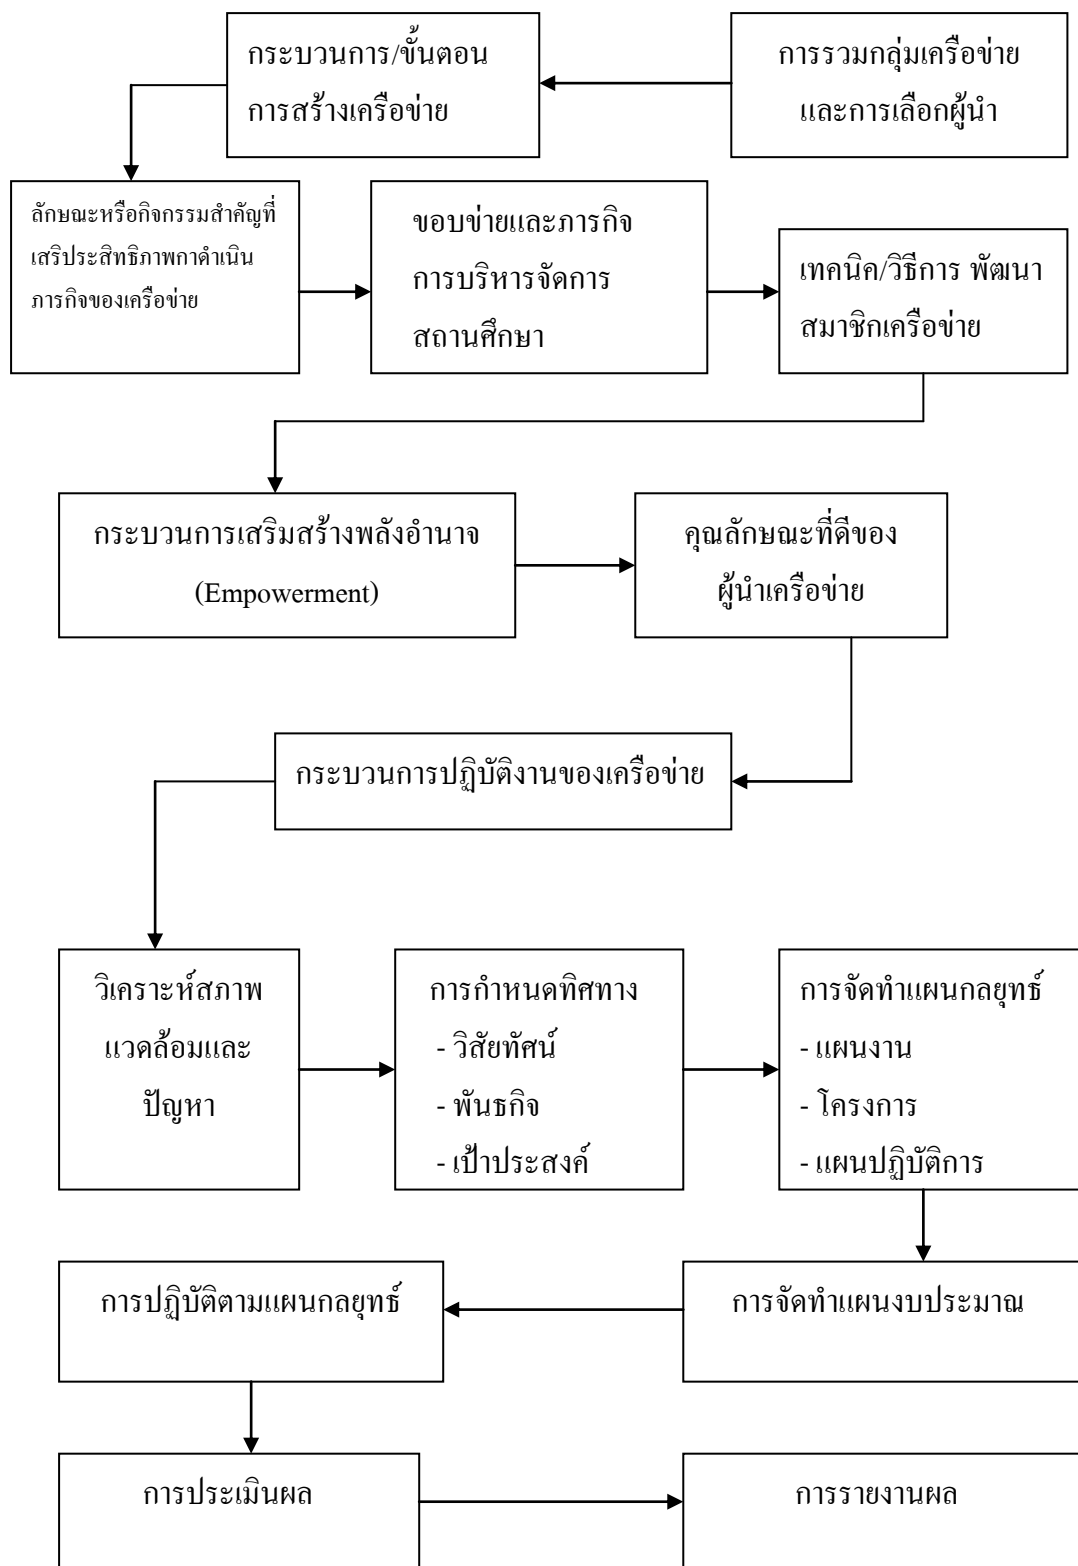 กระบวนการ/ขั้นตอน
การสร้างเครือข่าย
การรวมกลุ่มเครือข่าย
และการเลือกผู้นำ
ลักษณะหรือกิจกรรมสำคัญที่
เสริประสิทธิภาพกาดำเนิน
ภารกิจของเครือข่าย
ขอบข่ายและภารกิจ
การบริหารจัดการ
สถานศึกษา
เทคนิค/วิธีการ พัฒนา
สมาชิกเครือข่าย
กระบวนการเสริมสร้างพลังอำนาจ
(Empowerment)
คุณลักษณะที่ดีของ
ผู้นำเครือข่าย
กระบวนการปฏิบัติงานของเครือข่าย
วิเคราะห์สภาพ
แวดล้อมและ
ปัญหา
การกำหนดทิศทาง
- วิสัยทัศน์
- พันธกิจ
- เป้าประสงค์
การจัดทำแผนกลยุทธ์
- แผนงาน
- โครงการ
- แผนปฏิบัติการ
การปฏิบัติตามแผนกลยุทธ์
การจัดทำแผนงบประมาณ
การประเมินผล
การรายงานผล